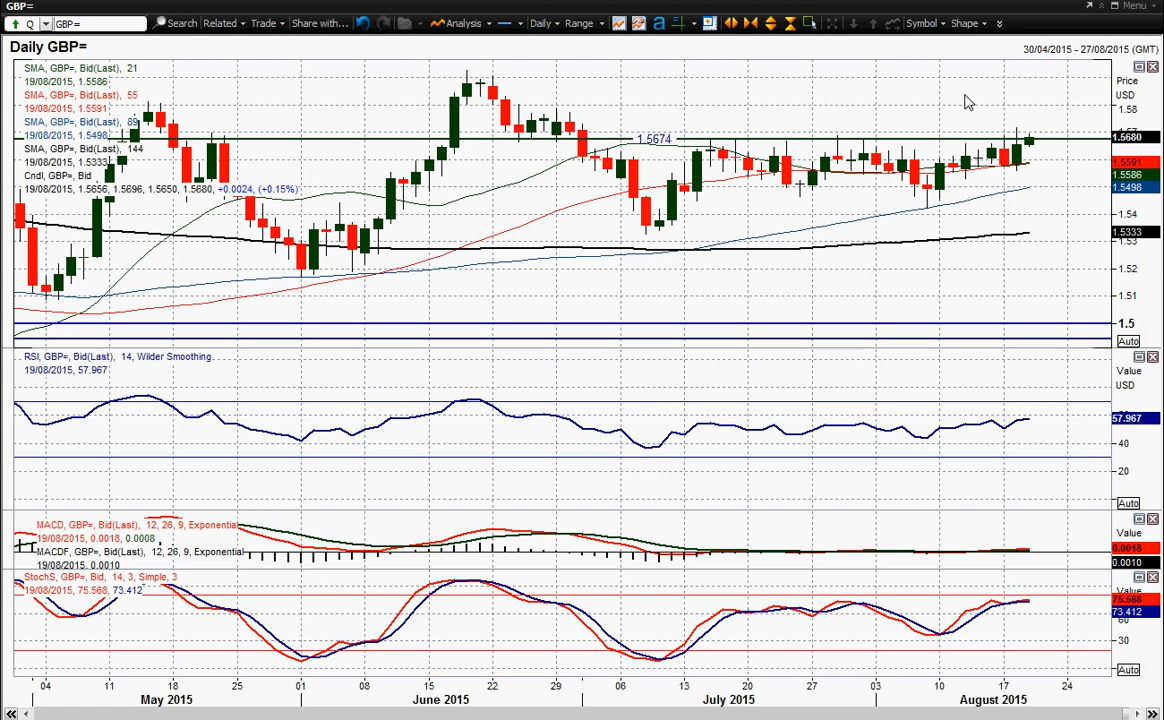 GBP=
Menu
Q GBP= Search Related Trade Share with... Analysis Daily Range a Symbol Shape
Daily GBP=
30/04/2015 - 27/08/2015 (GMT)
SMA, GBP=, Bid(Last), 21
19/08/2015, 1.5586
SMA, GBP=, Bid(Last), 55
19/08/2015, 1.5591
SMA, GBP=, Bid(Last), 89
19/08/2015, 1.5498
SMA, GBP=, Bid(Last), 144
19/08/2015, 1.5333
Cndl, GBP=, Bid
19/08/2015, 1.5656, 1.5696, 1.5650, 1.5680, +0.0024, (+0.15%)
1.5674
Price
USD
1.58
1.5680
1.5591
1.5586
1.5498
1.54
1.5333
1.53
1.52
1.51
1.5
Auto
RSI, GBP=, Bid(Last), 14, Wilder Smoothing
19/08/2015, 57.967
Value
USD
57.967
40
20
Auto
MACD, GBP=, Bid(Last), 12, 26, 9, Exponential
19/08/2015, 0.0018, 0.0008
MACDF, GBP=, Bid(Last), 12, 26, 9, Exponential
19/08/2015, 0.0010
Value
0.0018
0.0010
StochS, GBP=, Bid, 14, 3, Simple, 3
19/08/2015, 75.568, 73.412
Value
75.568
73.412
60
30
Auto
04 11 18 25 01 08 15 22 29 06 13 20 27 03 10 17 24
May 2015 June 2015 July 2015 August 2015